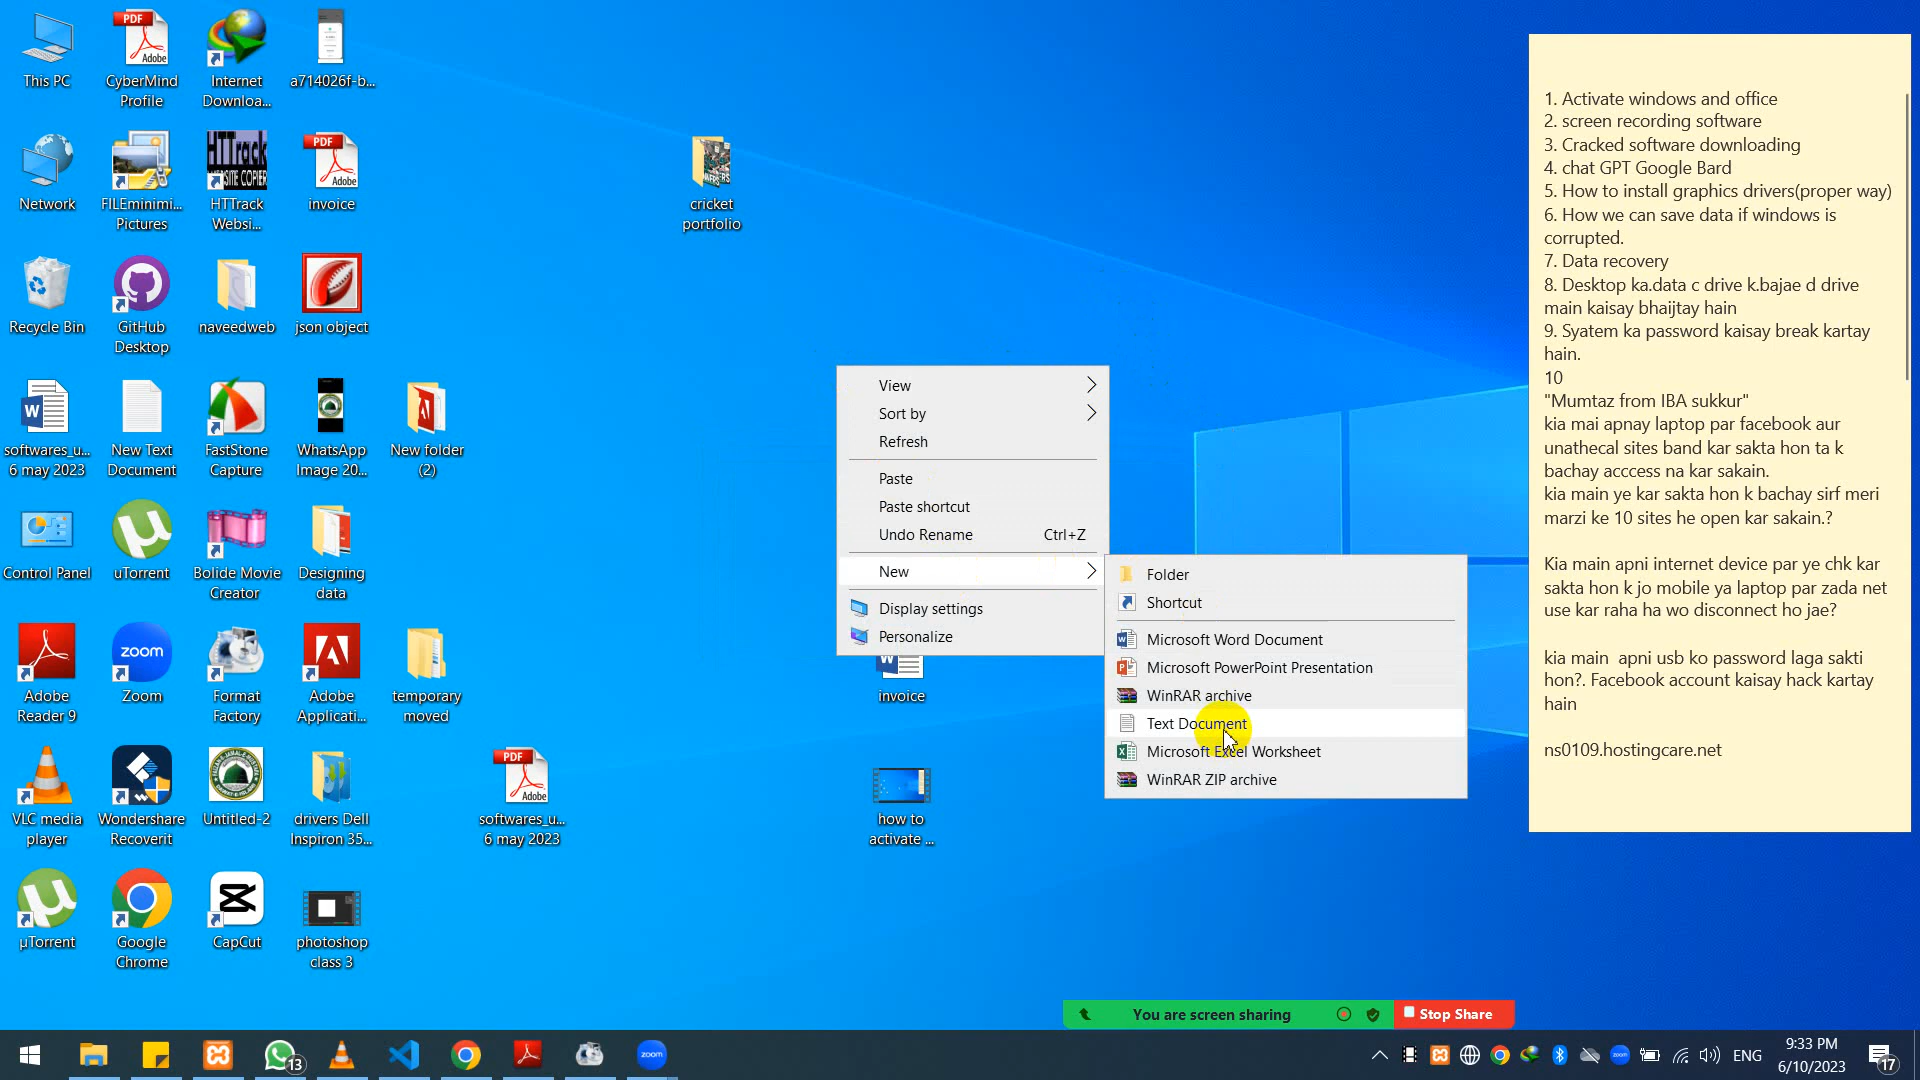 This PC
CyberMind
Profile
PDF
Adobe
Internet
Downloa...
a714026f-b...
Network
FILEminimi...
Pictures
HTTrack
WEBSITE COPIER
HTTrack
Websi...
PDF
Adobe
invoice
cricket
portfolio
Recycle Bin
GitHub
Desktop
naveedweb
json object
softwares_u...
6 may 2023
New Text
Document
FastStone
Capture
WhatsApp
Image 20...
New folder
(2)
Control Panel
uTorrent
Bolide Movie
Creator
Designing
data
Adobe
Reader 9
zoom
Zoom
Format
Factory
Adobe
Applicati...
temporary
moved
invoice
VLC media
player
Wondershare
Recoverit
Untitled-2
drivers Dell
Inspiron 35...
PDF
Adobe
softwares_u...
6 may 2023
how to
activate ...
µTorrent
Google
Chrome
CapCut
photoshop
class 3
View
Sort by
Refresh
Paste
Paste shortcut
Undo Rename Ctrl+Z
New
Display settings
Personalize
Folder
Shortcut
Microsoft Word Document
Microsoft PowerPoint Presentation
WinRAR archive
Text Document
Microsoft Excel Worksheet
WinRAR ZIP archive
1. Activate windows and office
2. screen recording software
3. Cracked software downloading
4. chat GPT Google Bard
5. How to install graphics drivers(proper way)
6. How we can save data if windows is
corrupted.
7. Data recovery
8. Desktop ka.data c drive k.bajae d drive
main kaisay bhaijtay hain
9. Syatem ka password kaisay break kartay
hain.
10
"Mumtaz from IBA sukkur"
kia mai apnay laptop par facebook aur
unathecal sites band kar sakta hon ta k
bachay acccess na kar sakain.
kia main ye kar sakta hon k bachay sirf meri
marzi ke 10 sites he open kar sakain.?
Kia main apni internet device par ye chk kar
sakta hon k jo mobile ya laptop par zada net
use kar raha ha wo disconnect ho jae?
kia main  apni usb ko password laga sakti
hon?. Facebook account kaisay hack kartay
hain
ns0109.hostingcare.net
You are screen sharing
Stop Share
13
zoom
ENG
9:33 PM
6/10/2023
17